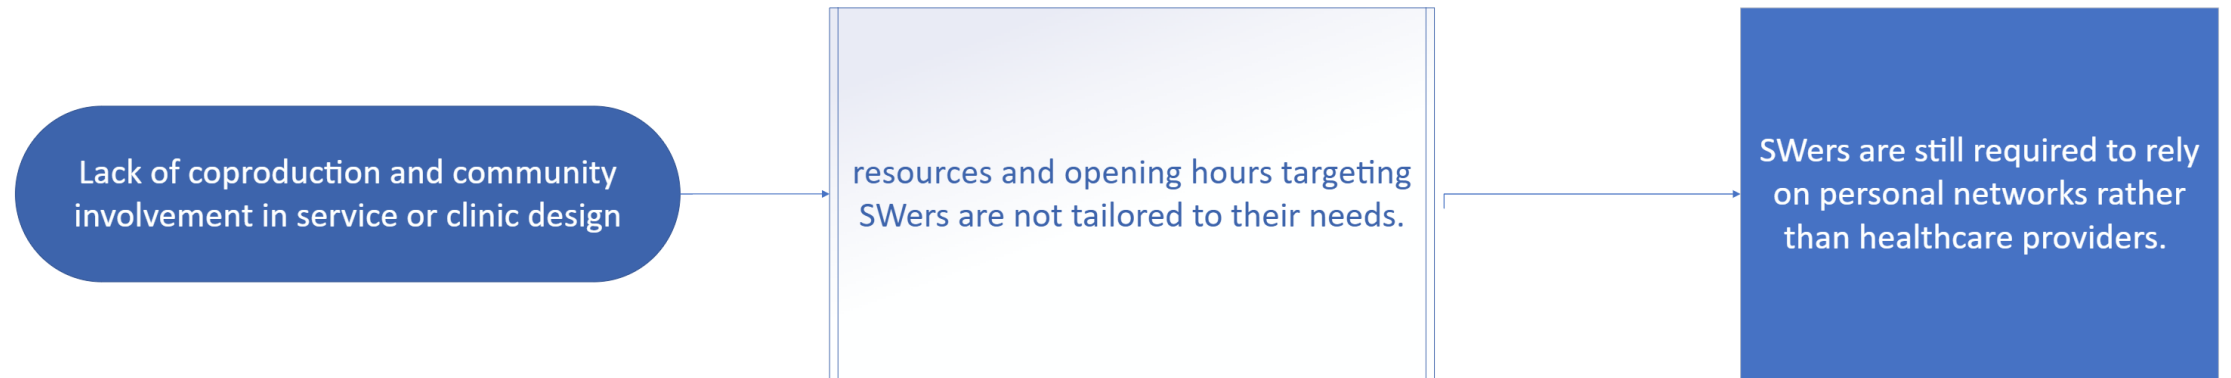 Lack of coproduction and community
involvement in service or clinic design
resources and opening hours targeting
SWers are not tailored to their needs.
SWers are still required to rely
on personal networks rather
than healthcare providers.